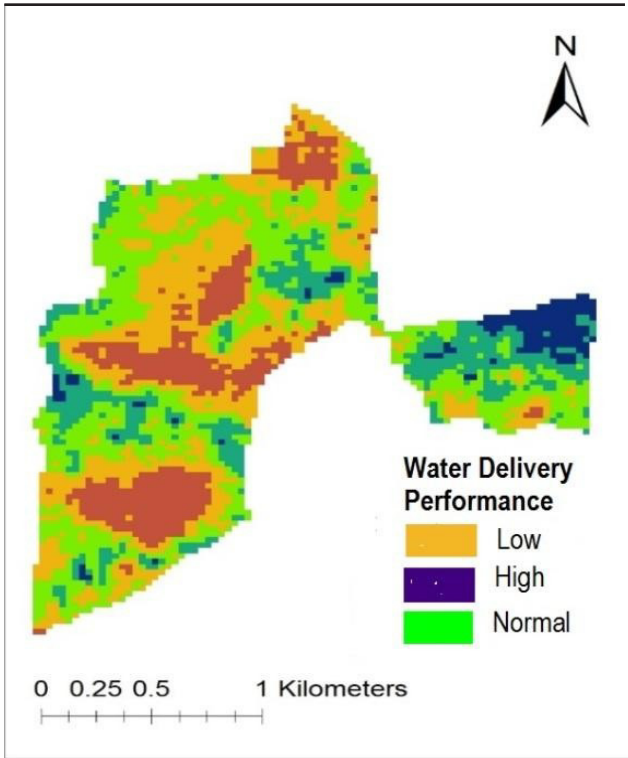 N
Water Delivery
Performance
Low
High
Normal
0 0.25 0.5 1 Kilometers